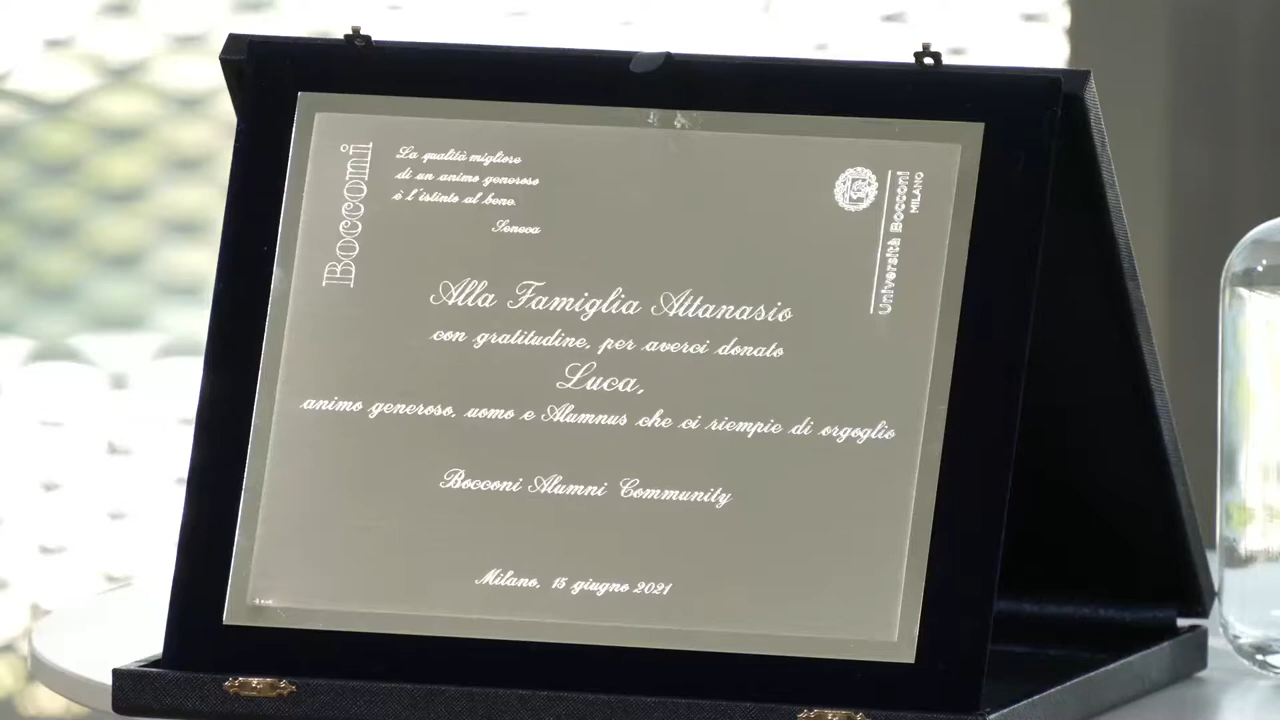 Bocconi
La qualità migliore
di un animo generoso
è l'istinto al bene.
Seneca
Università Bocconi
MILANO
Alla Famiglia Attanasio
con gratitudine, per averci donato
Luca,
animo generoso, uomo e Alumnus che ci riempie di orgoglio
Bocconi Alumni Community
Milano, 15 giugno 2021